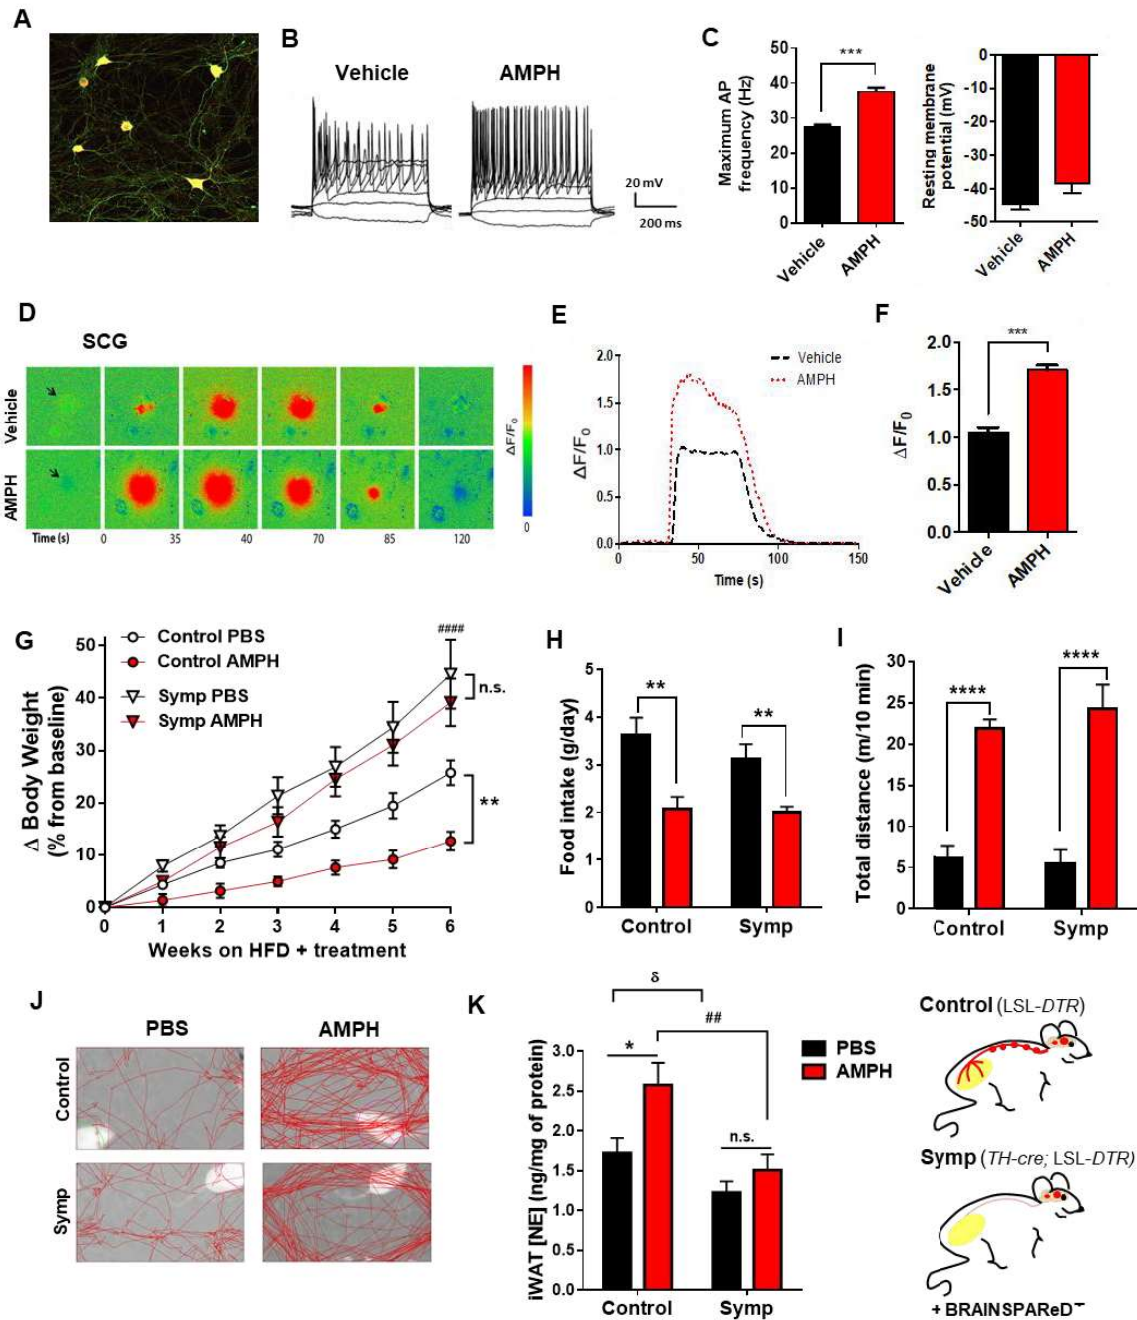 A
B
Vehicle
AMPH
20 mV
200 ms
C
Maximum AP
frequency (Hz)
50
40
30
20
10
0
***
Vehicle
AMPH
Resting membrane
potential (mV)
0
-10
-20
-30
-40
-50
Vehicle
AMPH
D
SCG
Vehicle
AMPH
Time (s)
0
35
40
70
85
120
ΔF/F0
0
E
ΔF/F0
2.0
1.5
1.0
0.5
0.0
0
50
100
150
Time (s)
Vehicle
AMPH
F
ΔF/F0
2.0
1.5
1.0
0.5
0.0
***
Vehicle
AMPH
G
Control PBS
Control AMPH
Symp PBS
Symp AMPH
Δ Body Weight
(% from baseline)
50
40
30
20
10
0
0
1
2
3
4
5
6
Weeks on HFD + treatment
####
n.s.
**
H
Food intake (g/day)
5
4
3
2
1
0
**
**
Control
Symp
I
Total distance (m/10 min)
30
25
20
15
10
5
0
****
****
Control
Symp
J
PBS
AMPH
Control
Symp
K
iWAT [NE] (ng/mg of protein)
3.0
2.5
2.0
1.5
1.0
0.5
0.0
δ
##
*
n.s.
PBS
AMPH
Control
Symp
Control (LSL-DTR)
Symp (TH-cre; LSL-DTR)
+ BRAINSPAReD